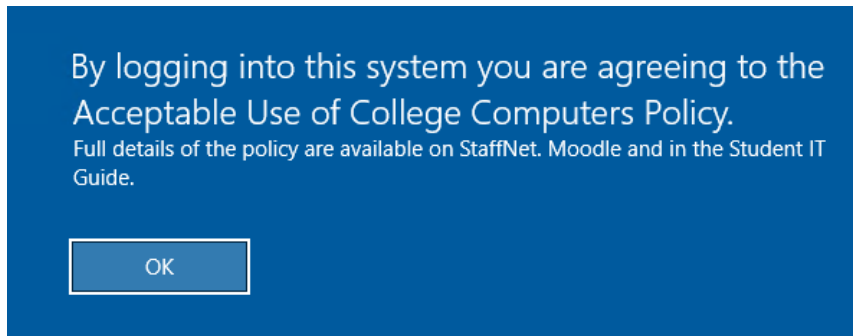 By logging into this system you are agreeing to the
Acceptable Use of College Computers Policy.
Full details of the policy are available on StaffNet. Moodle and in the Student IT
Guide.
OK